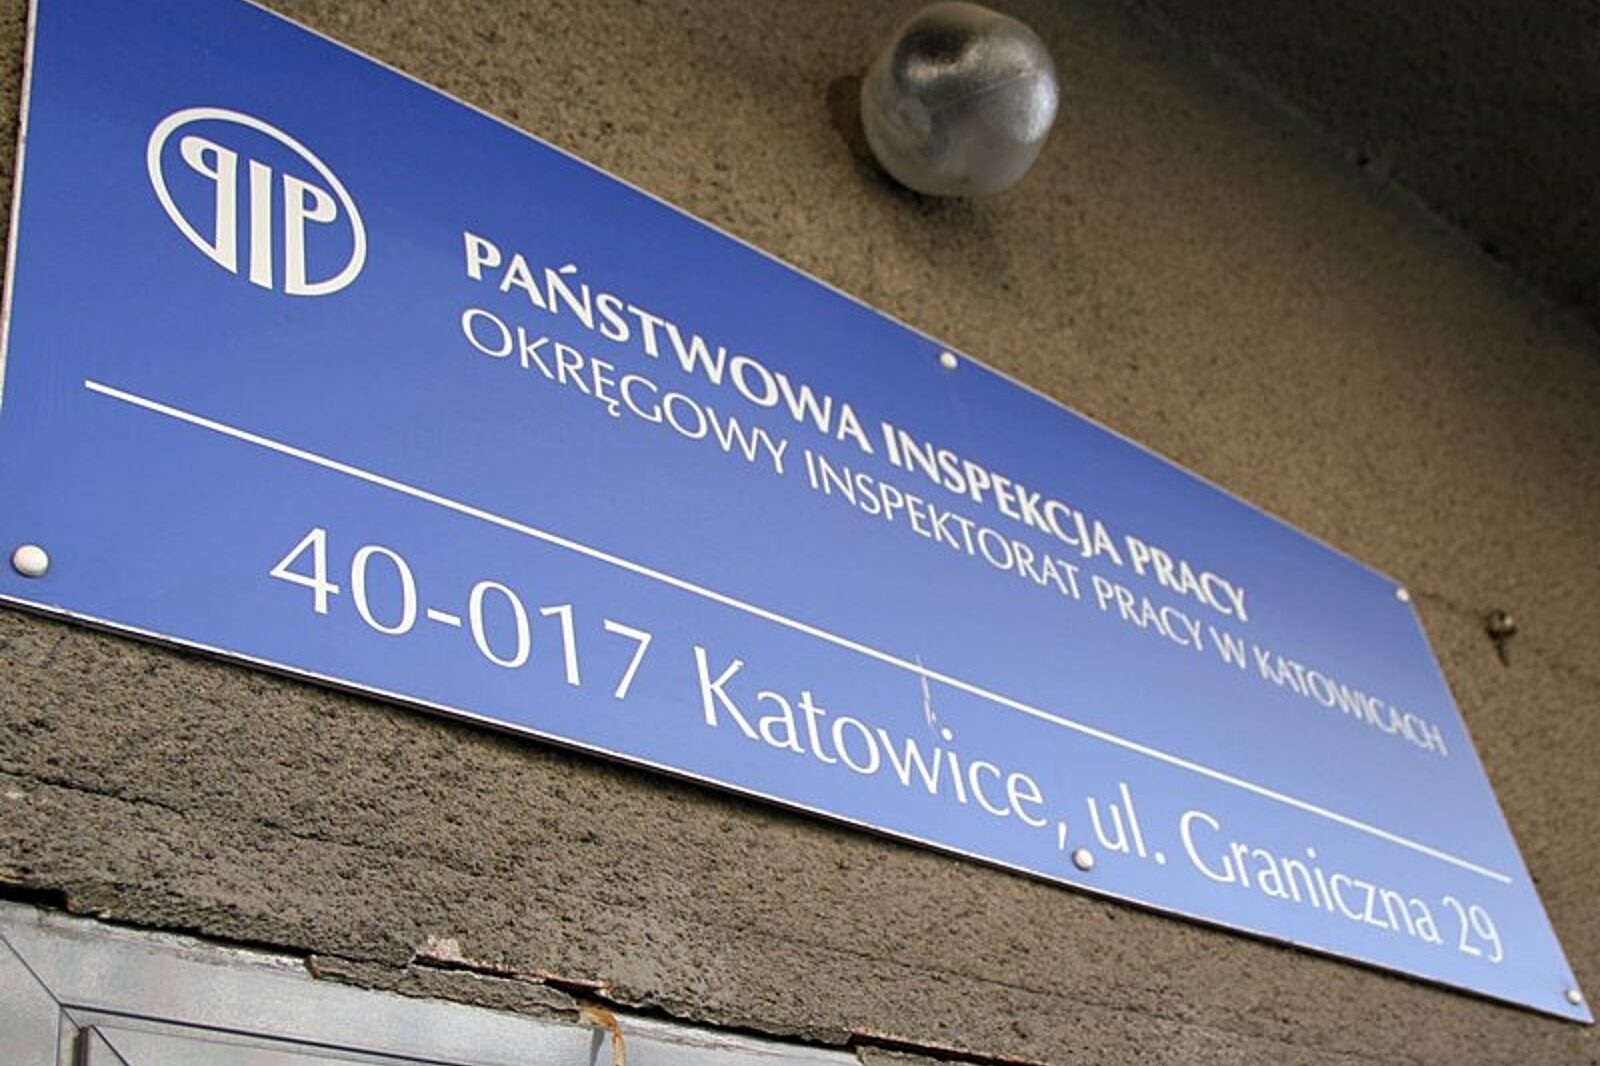 PIP
PAŃSTWOWA INSPEKCJA PRACY
OKRĘGOWY INSPEKTORAT PRACY W KATOWICACH
40-017 Katowice, ul. Graniczna 29